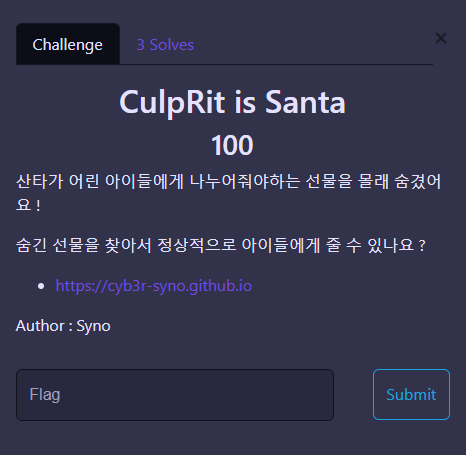 Challenge
3 Solves
×
CulpRit is Santa
100
산타가 어린 아이들에게 나누어줘야하는 선물을 몰래 숨겼어
요 !
숨긴 선물을 찾아서 정상적으로 아이들에게 줄 수 있나요 ?
• https://cyb3r-syno.github.io
Author : Syno
Flag
Submit